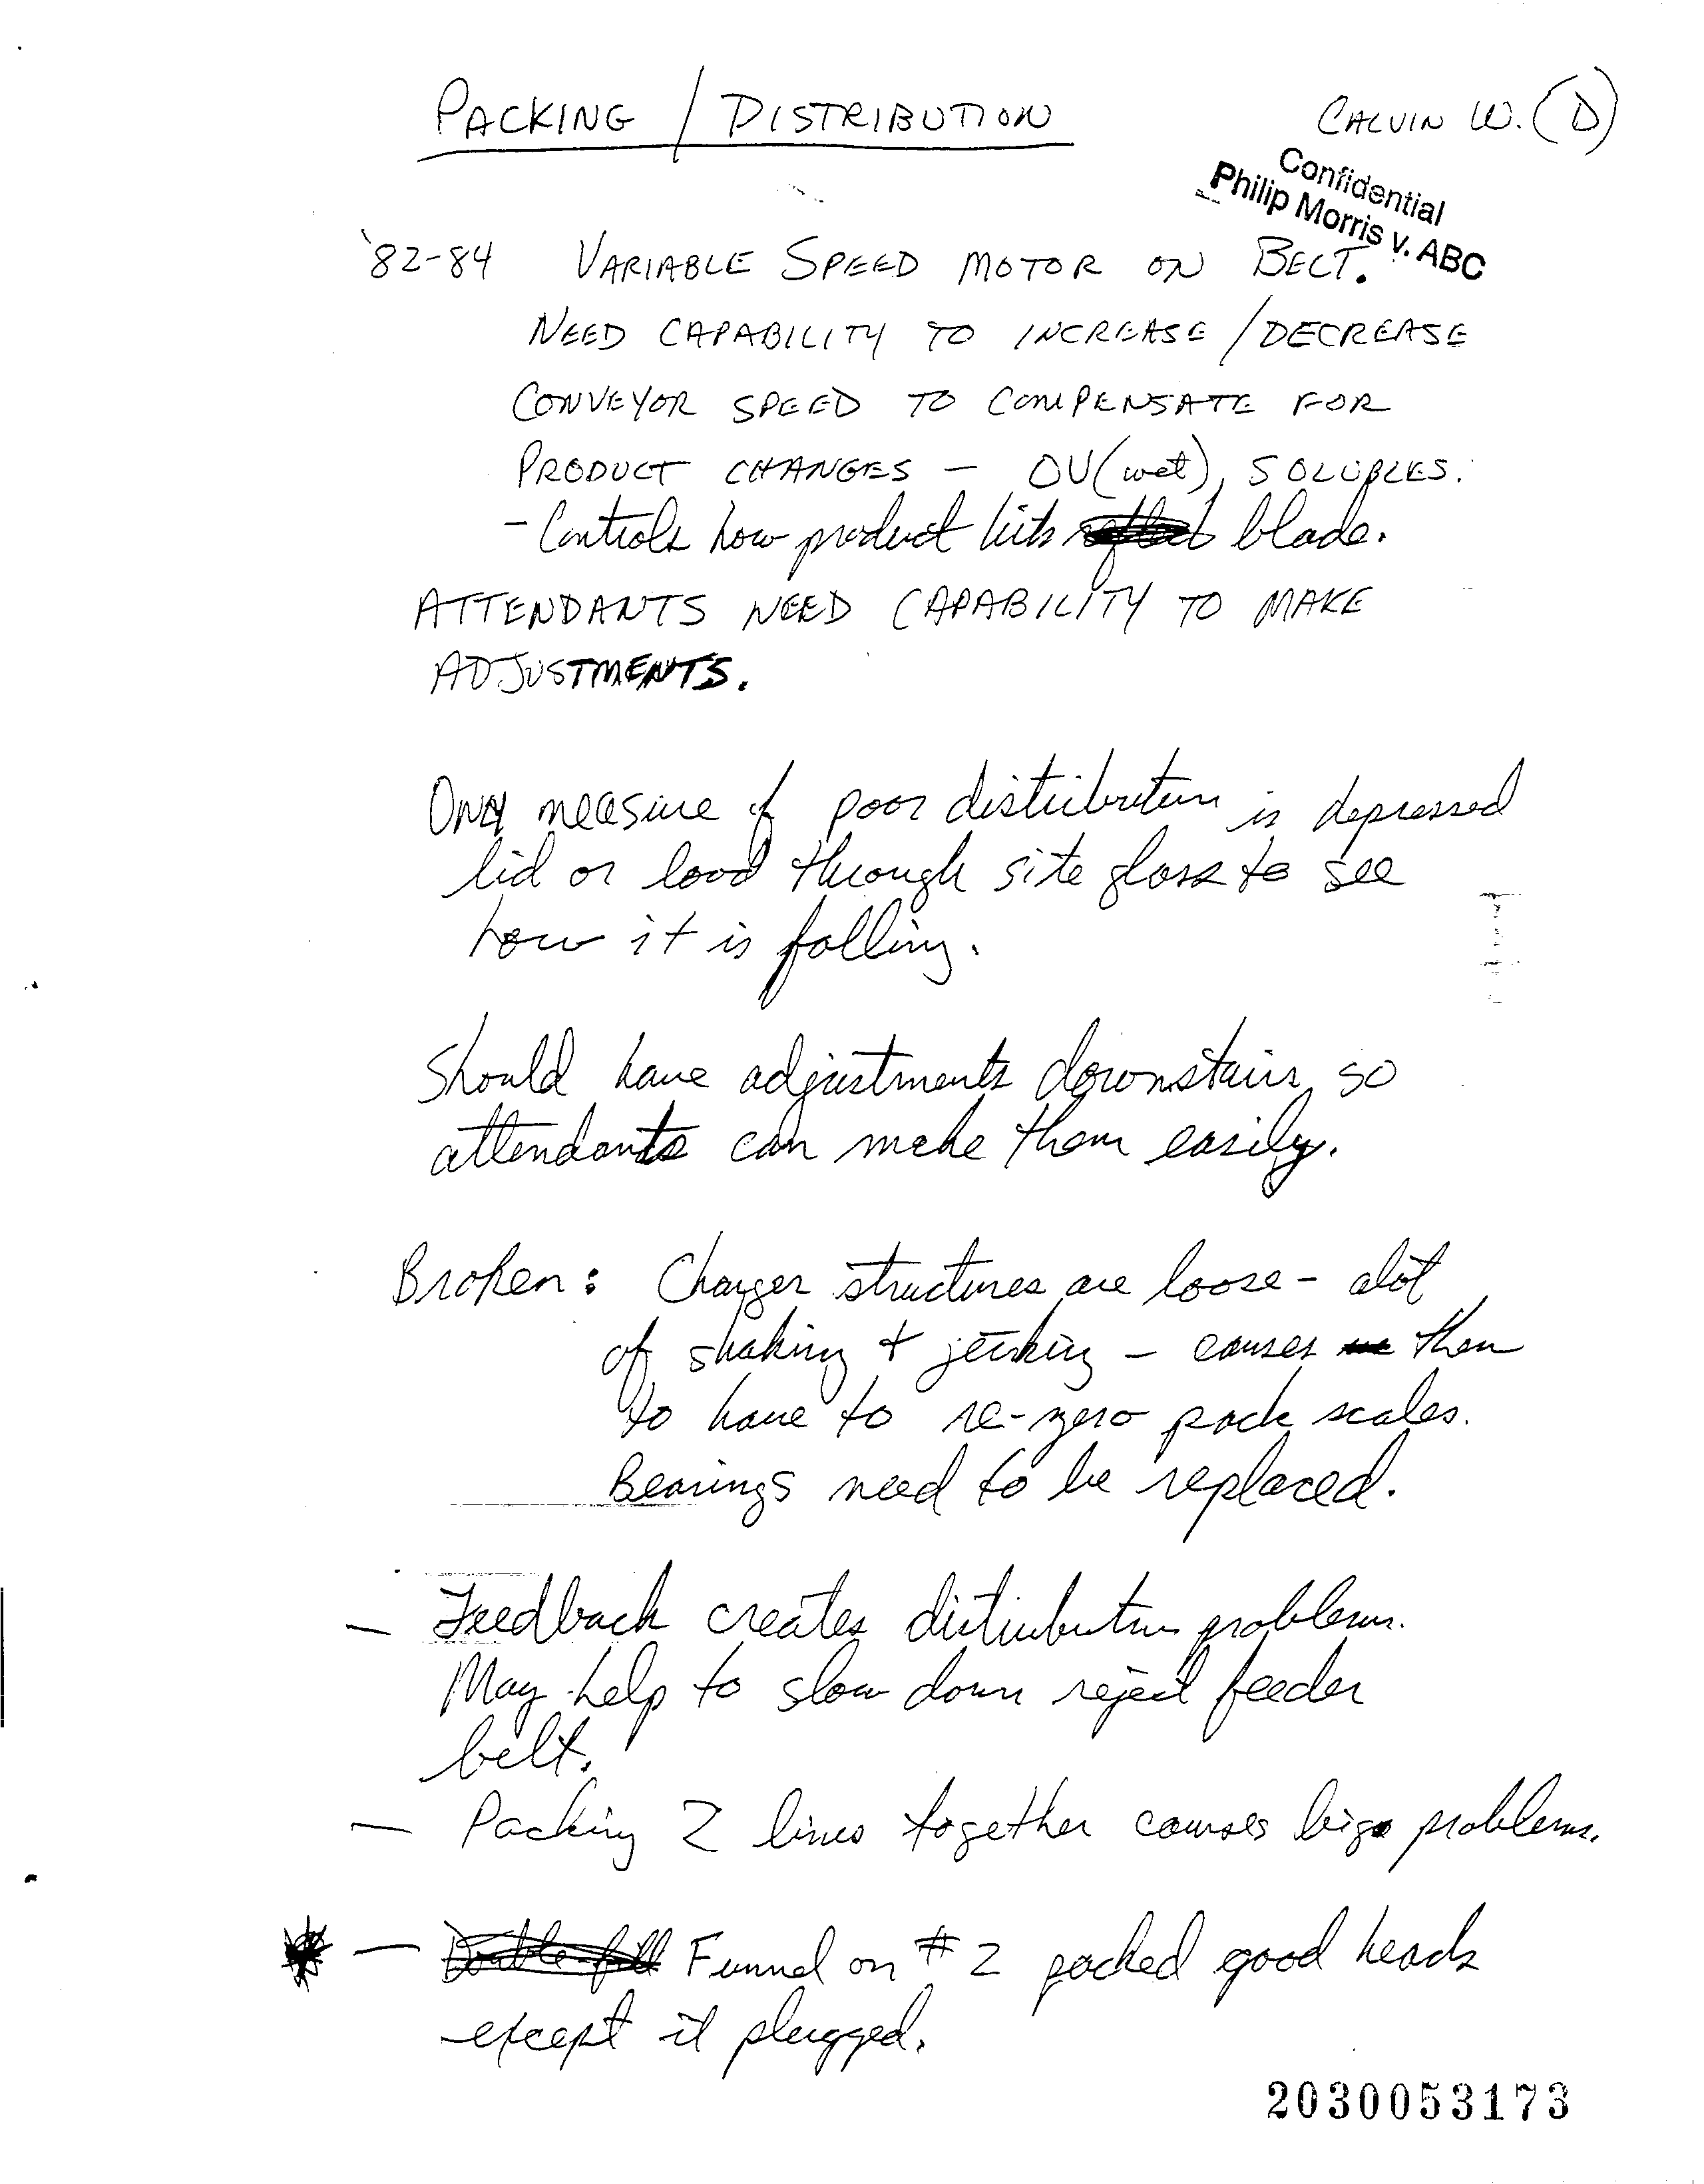 PACKING / DISTRIBUTION
CALVIN W. (D)
Confidential
Philip Morris v. ABC
'82-84 VARIABLE SPEED MOTOR ON BELT.
NEED CAPABILITY TO INCREASE / DECREASE
CONVEYOR SPEED TO COMPENSATE FOR
PRODUCT CHANGES - OV (wet), SOLUBLES.
- Controls how product hits blade.
ATTENDANTS NEED CAPABILITY TO MAKE
ADJUSTMENTS.
Only measure of poor distribution is depressed
lid or lood through site glass to see
how it is falling.
Should have adjustments downstairs, so
attendants can make them easily.
Broken: Charger structures are loose - alot
of shaking + jerking - causes them
to have to re-zero pack scales.
Bearings need to be replaced.
- Feedback creates distribution problems.
May help to slow down reject feeder
belt.
- Packing 2 lines together causes big problems.
* - Funnel on #2 packed good heads
except it plugged.
2030053173